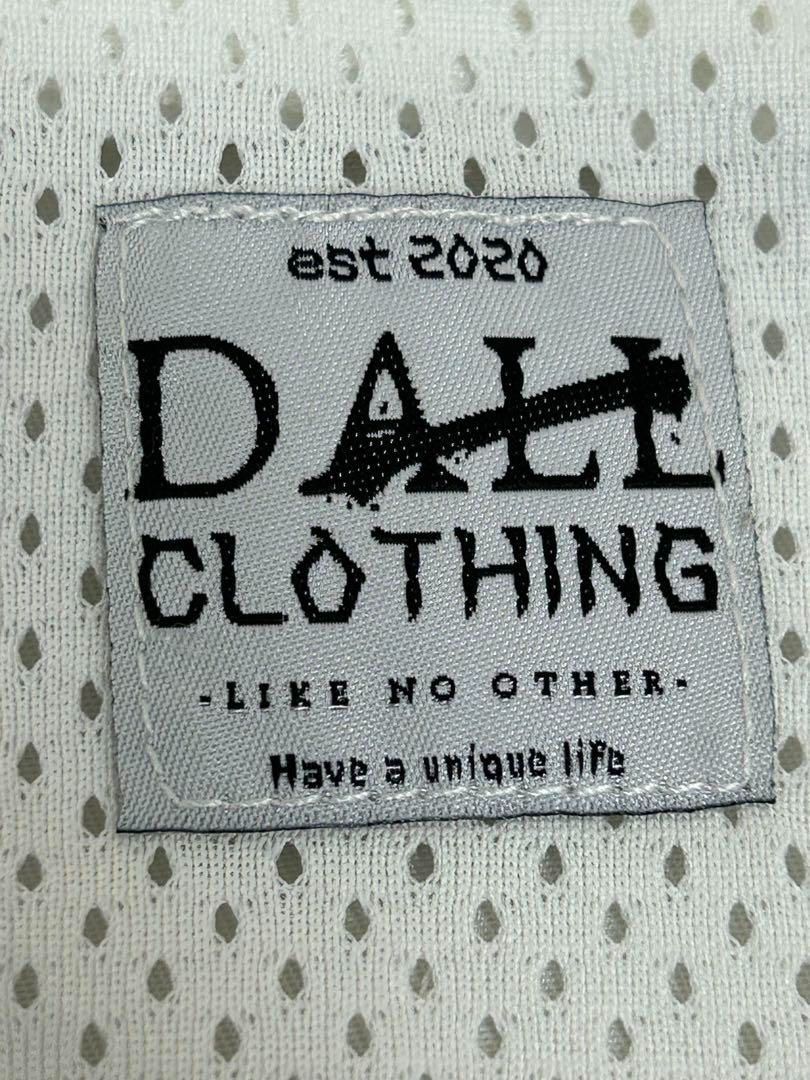 est 2020
DALL
CLOTHING
-LIKE NO OTHER-
Have a unique life